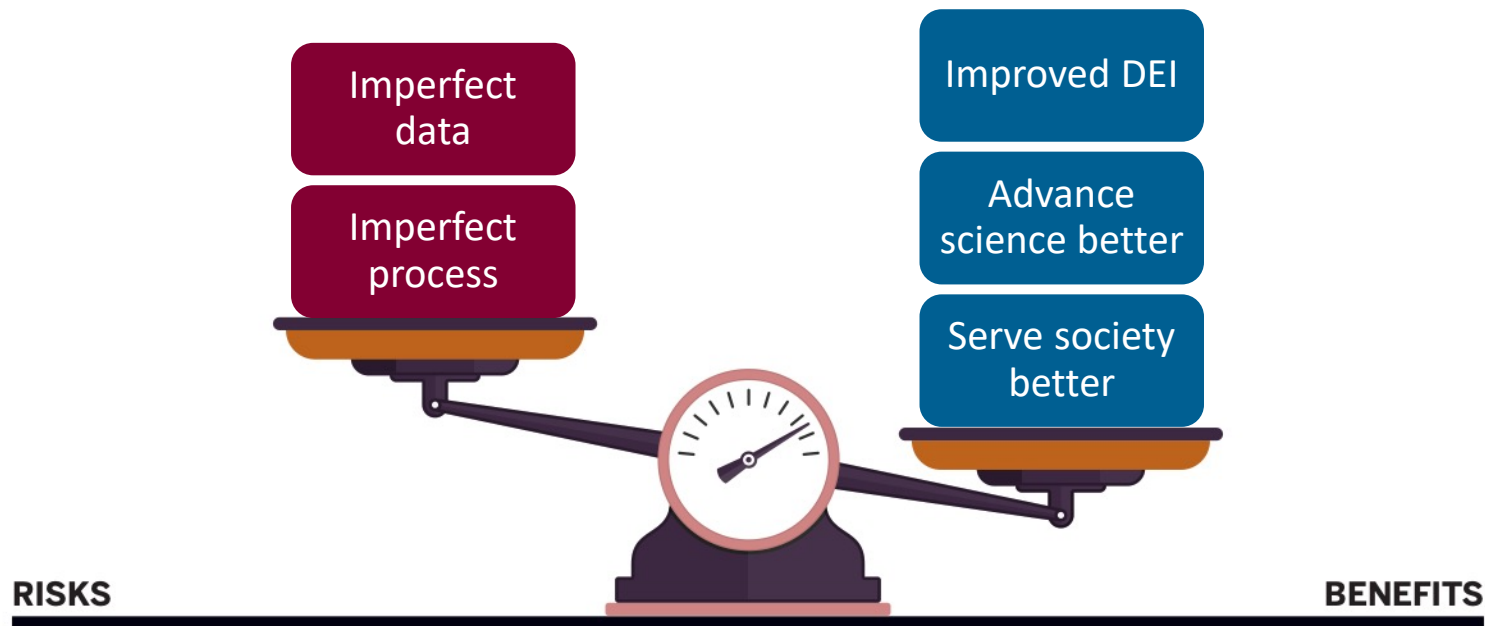 Imperfect
data
Imperfect
process
Improved DEI
Advance
science better
Serve society
better
RISKS
BENEFITS